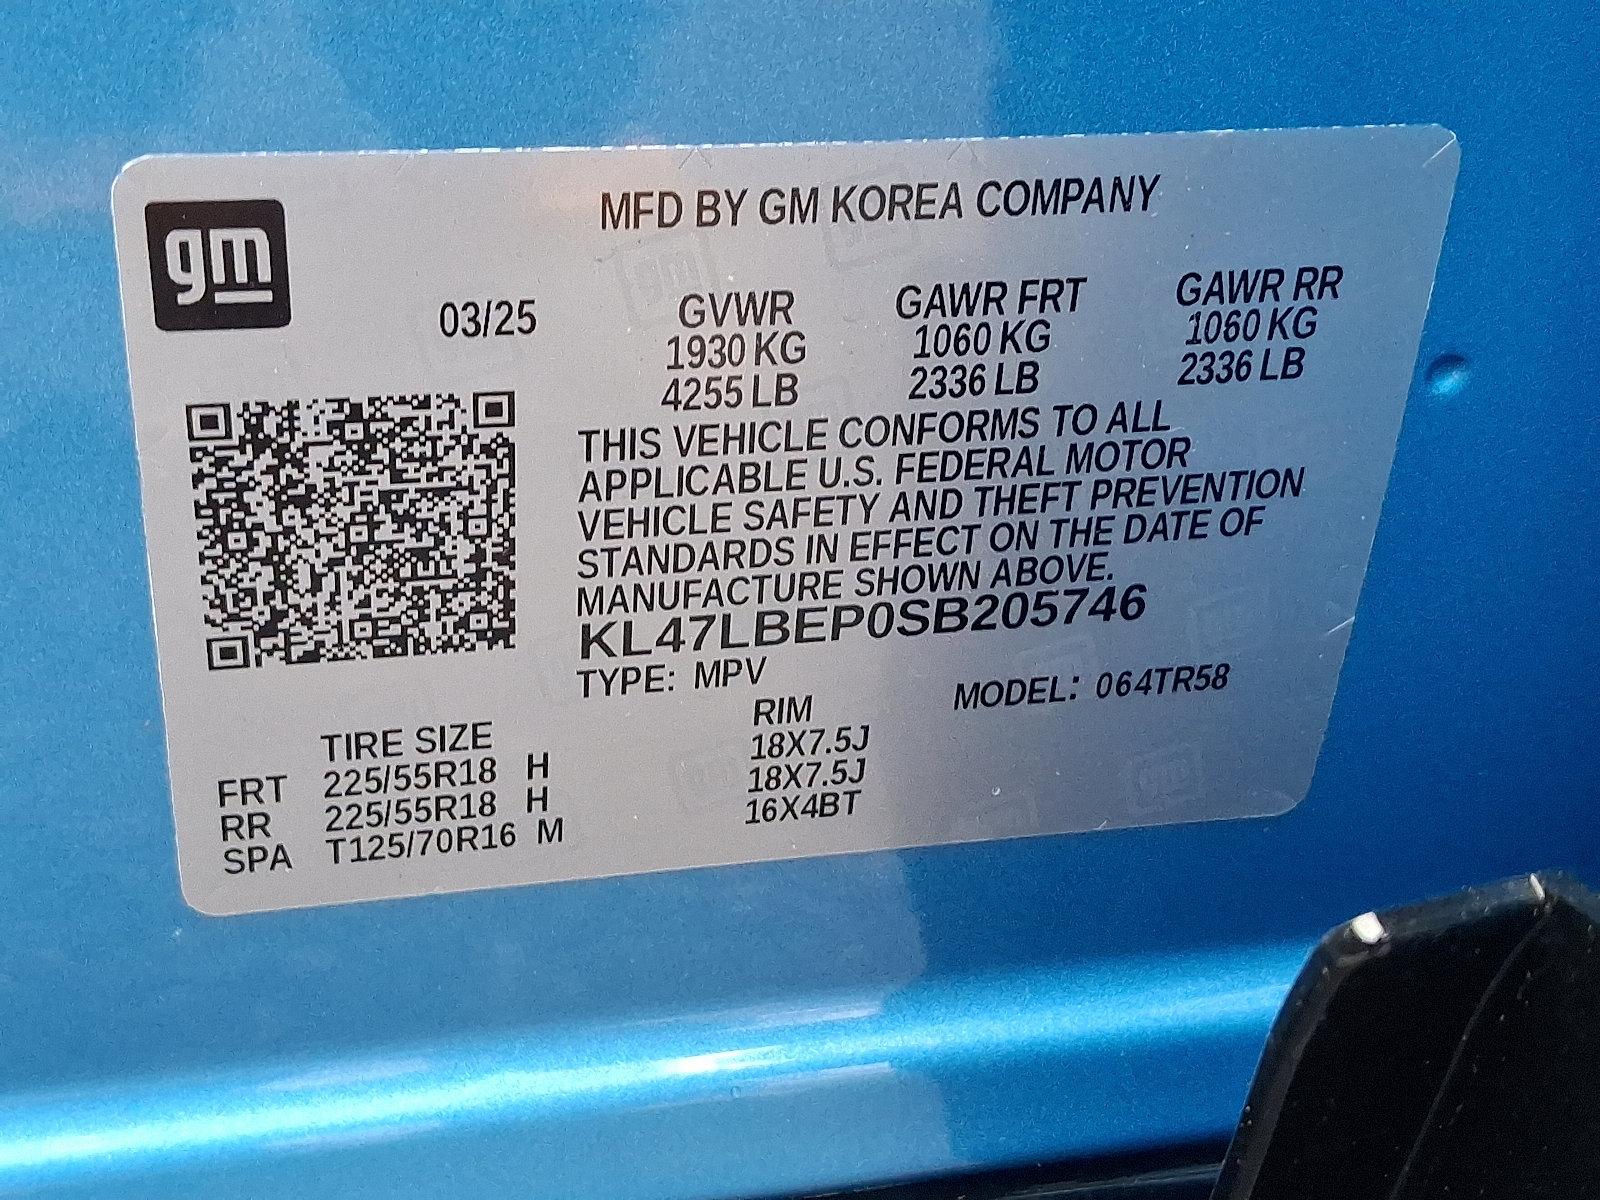 gm
MFD BY GM KOREA COMPANY
03/25
GVWR GAWR FRT GAWR RR
1930 KG 1060 KG 1060 KG
4255 LB 2336 LB 2336 LB
THIS VEHICLE CONFORMS TO ALL
APPLICABLE U.S. FEDERAL MOTOR
VEHICLE SAFETY AND THEFT PREVENTION
STANDARDS IN EFFECT ON THE DATE OF
MANUFACTURE SHOWN ABOVE.
KL47LBEP0SB205746
TYPE: MPV MODEL: 064TR58
TIRE SIZE RIM
FRT 225/55R18 H 18X7.5J
RR 225/55R18 H 18X7.5J
SPA T125/70R16 M 16X4BT